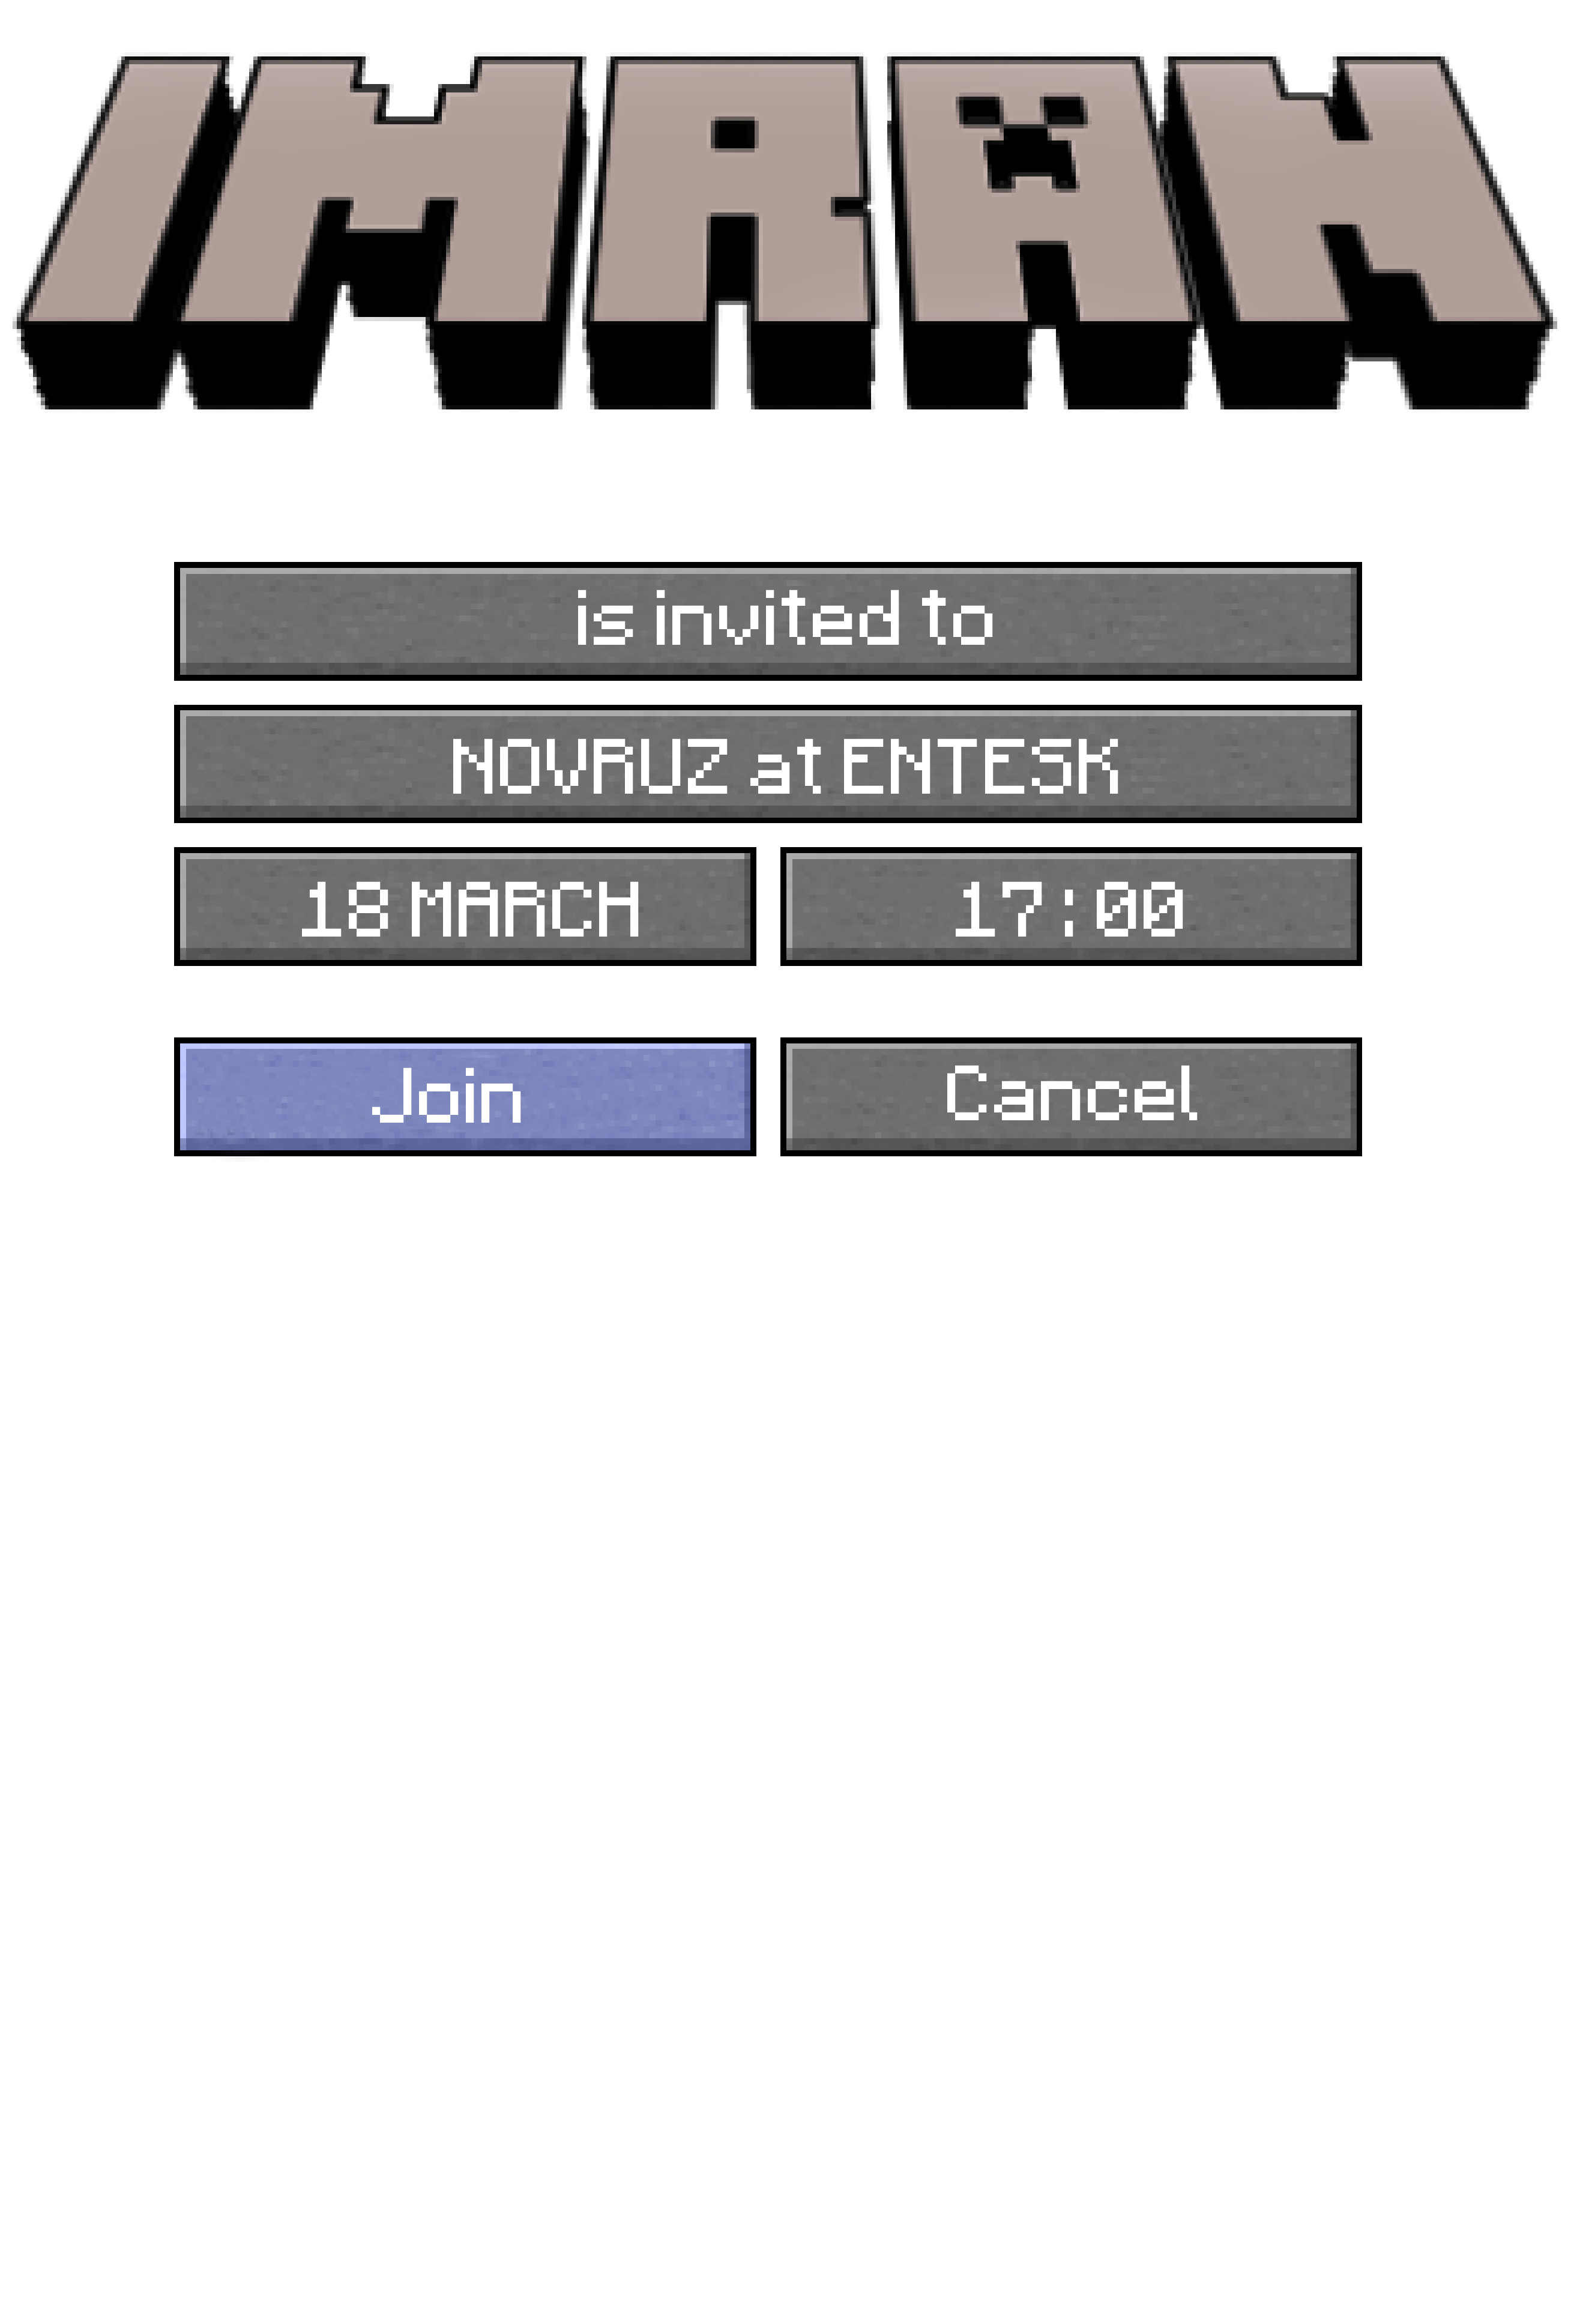 IMRAN
is invited to
NOVRUZ at ENTESK
18 MARCH
17:00
Join
Cancel